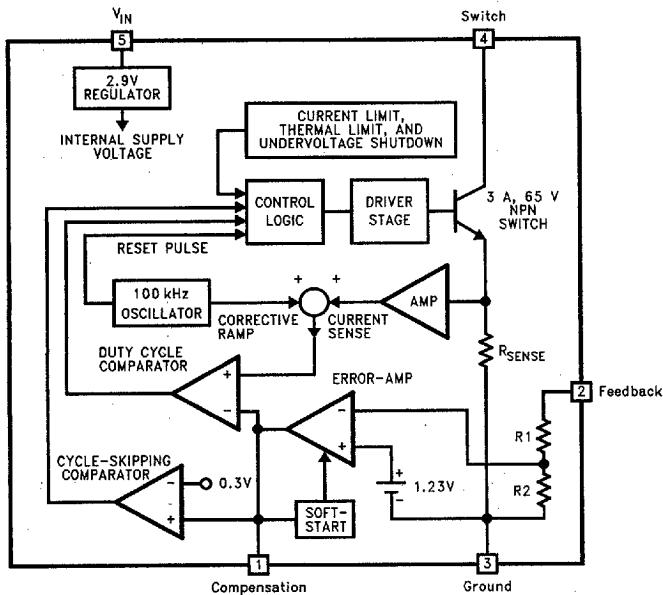 V_IN
5
Switch
4
2.9V
REGULATOR
INTERNAL SUPPLY
VOLTAGE
CURRENT LIMIT,
THERMAL LIMIT, AND
UNDERVOLTAGE SHUTDOWN
CONTROL
LOGIC
DRIVER
STAGE
3 A, 65 V
NPN
SWITCH
RESET PULSE
100 kHz
OSCILLATOR
+
+
AMP
CORRECTIVE
RAMP
CURRENT
SENSE
R_SENSE
DUTY CYCLE
COMPARATOR
+
−
ERROR-AMP
−
+
2
Feedback
R1
R2
CYCLE-SKIPPING
COMPARATOR
−
+
0.3V
SOFT-
START
+
−
1.23V
1
Compensation
3
Ground